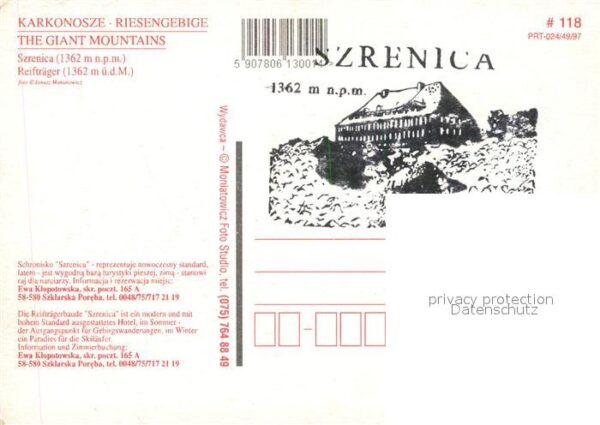 KARKONOSZE · RIESENGEBIGE
THE GIANT MOUNTAINS
Szrenica (1362 m n.p.m.)
Reifträger (1362 m ü.d.M.)
foto © Janusz Moniatowicz
5 907806 130014
# 118
PRT-024/49/97
SZRENICA
1362 m n.p.m.
Wydawca – © Moniatowicz Foto Studio, tel. (075) 764 88 49
Schronisko "Szrenica" - reprezentuje nowoczesny standard,
latem - jest wygodną bazą turystyki pieszej, zimą - stanowi
raj dla narciarzy. Informacja i rezerwacja miejsc:
Ewa Kłopotowska, skr. poczt. 165 A
58-580 Szklarska Poręba, tel. 0048/75/717 21 19
Die Reifträgerbaude "Szrenica" ist ein modern und mit
hohem Standard ausgestattetes Hotel, im Sommer -
der Ausgangspunkt für Gebirgswanderungen, im Winter
ein Paradies für die Skiläufer.
Information und Zimmerbuchung:
Ewa Kłopotowska, skr. poczt. 165 A
58-580 Szklarska Poręba, tel. 0048/75/717 21 19
privacy protection
Datenschutz